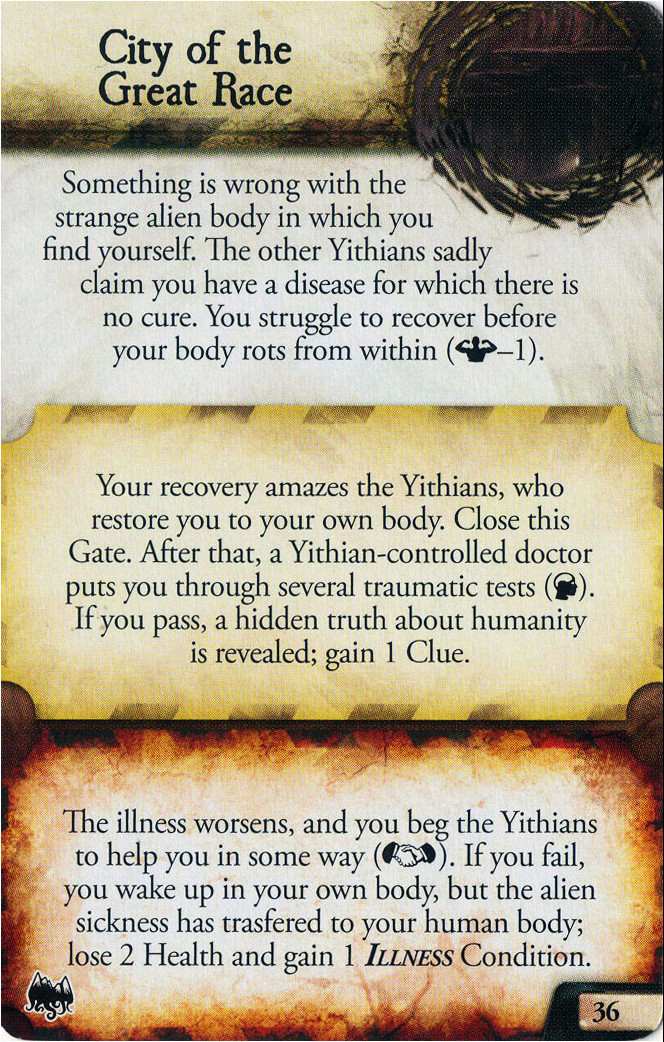 City of the
Great Race
Something is wrong with the
strange alien body in which you
find yourself. The other Yithians sadly
claim you have a disease for which there is
no cure. You struggle to recover before
your body rots from within (–1).
Your recovery amazes the Yithians, who
restore you to your own body. Close this
Gate. After that, a Yithian-controlled doctor
puts you through several traumatic tests ().
If you pass, a hidden truth about humanity
is revealed; gain 1 Clue.
The illness worsens, and you beg the Yithians
to help you in some way (). If you fail,
you wake up in your own body, but the alien
sickness has trasfered to your human body;
lose 2 Health and gain 1 Illness Condition.
36